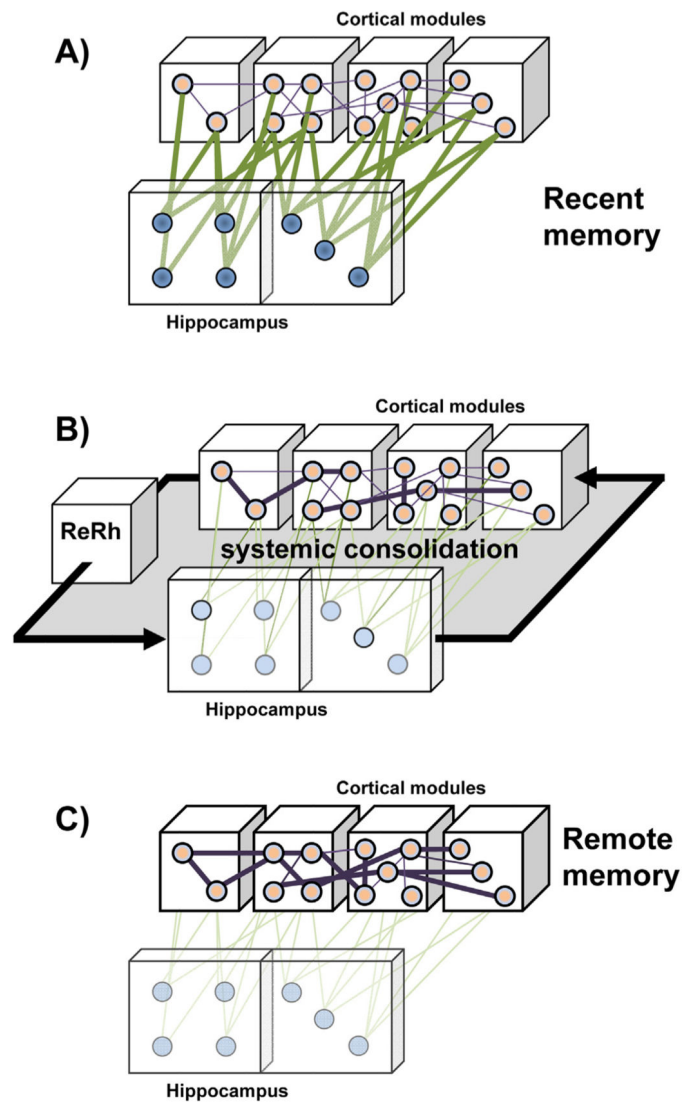 Cortical modules
A)
Recent
memory
Hippocampus
Cortical modules
B)
ReRh
systemic consolidation
Hippocampus
Cortical modules
C)
Remote
memory
Hippocampus